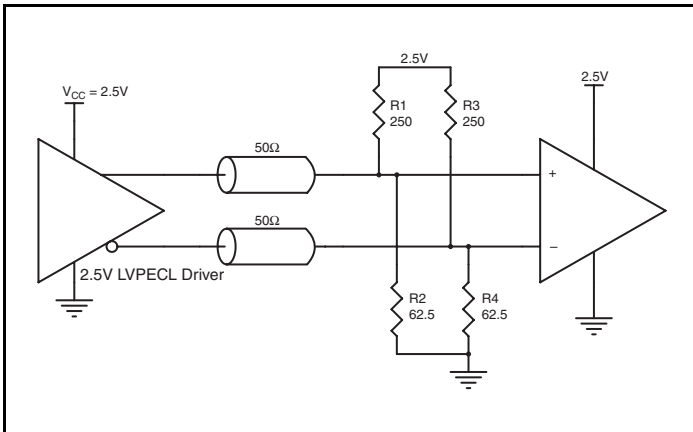 2.5V
V_CC = 2.5V
2.5V
R1
250
R3
250
50Ω
+
50Ω
–
2.5V LVPECL Driver
R2
62.5
R4
62.5